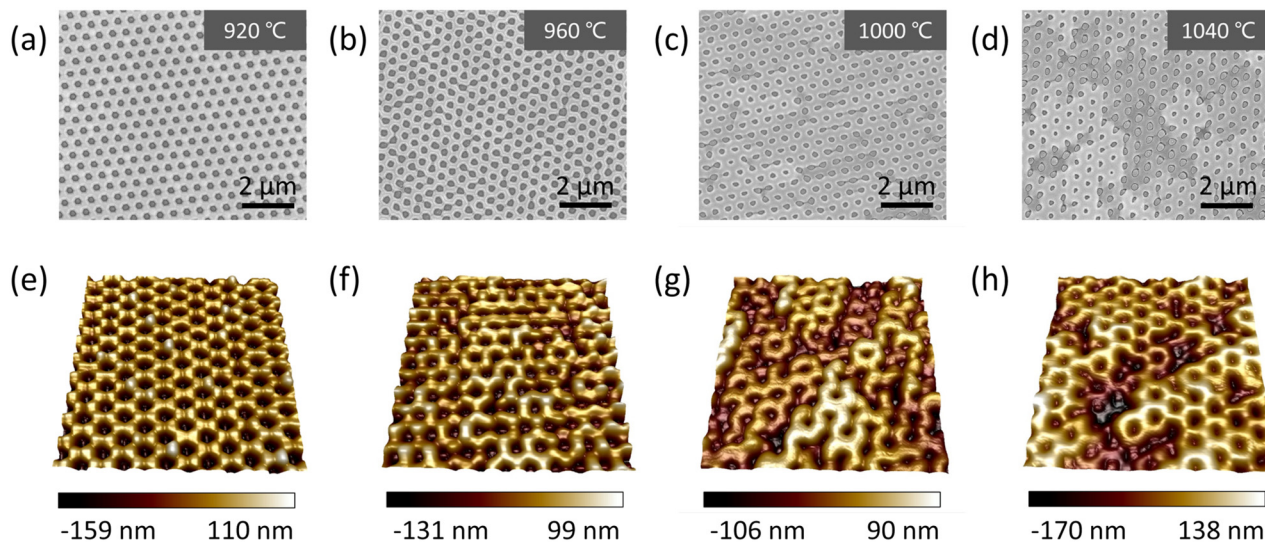 (a) 920 ℃ (b) 960 ℃ (c) 1000 ℃ (d) 1040 ℃
2 μm 2 μm 2 μm 2 μm
(e) (f) (g) (h)
-159 nm 110 nm -131 nm 99 nm -106 nm 90 nm -170 nm 138 nm